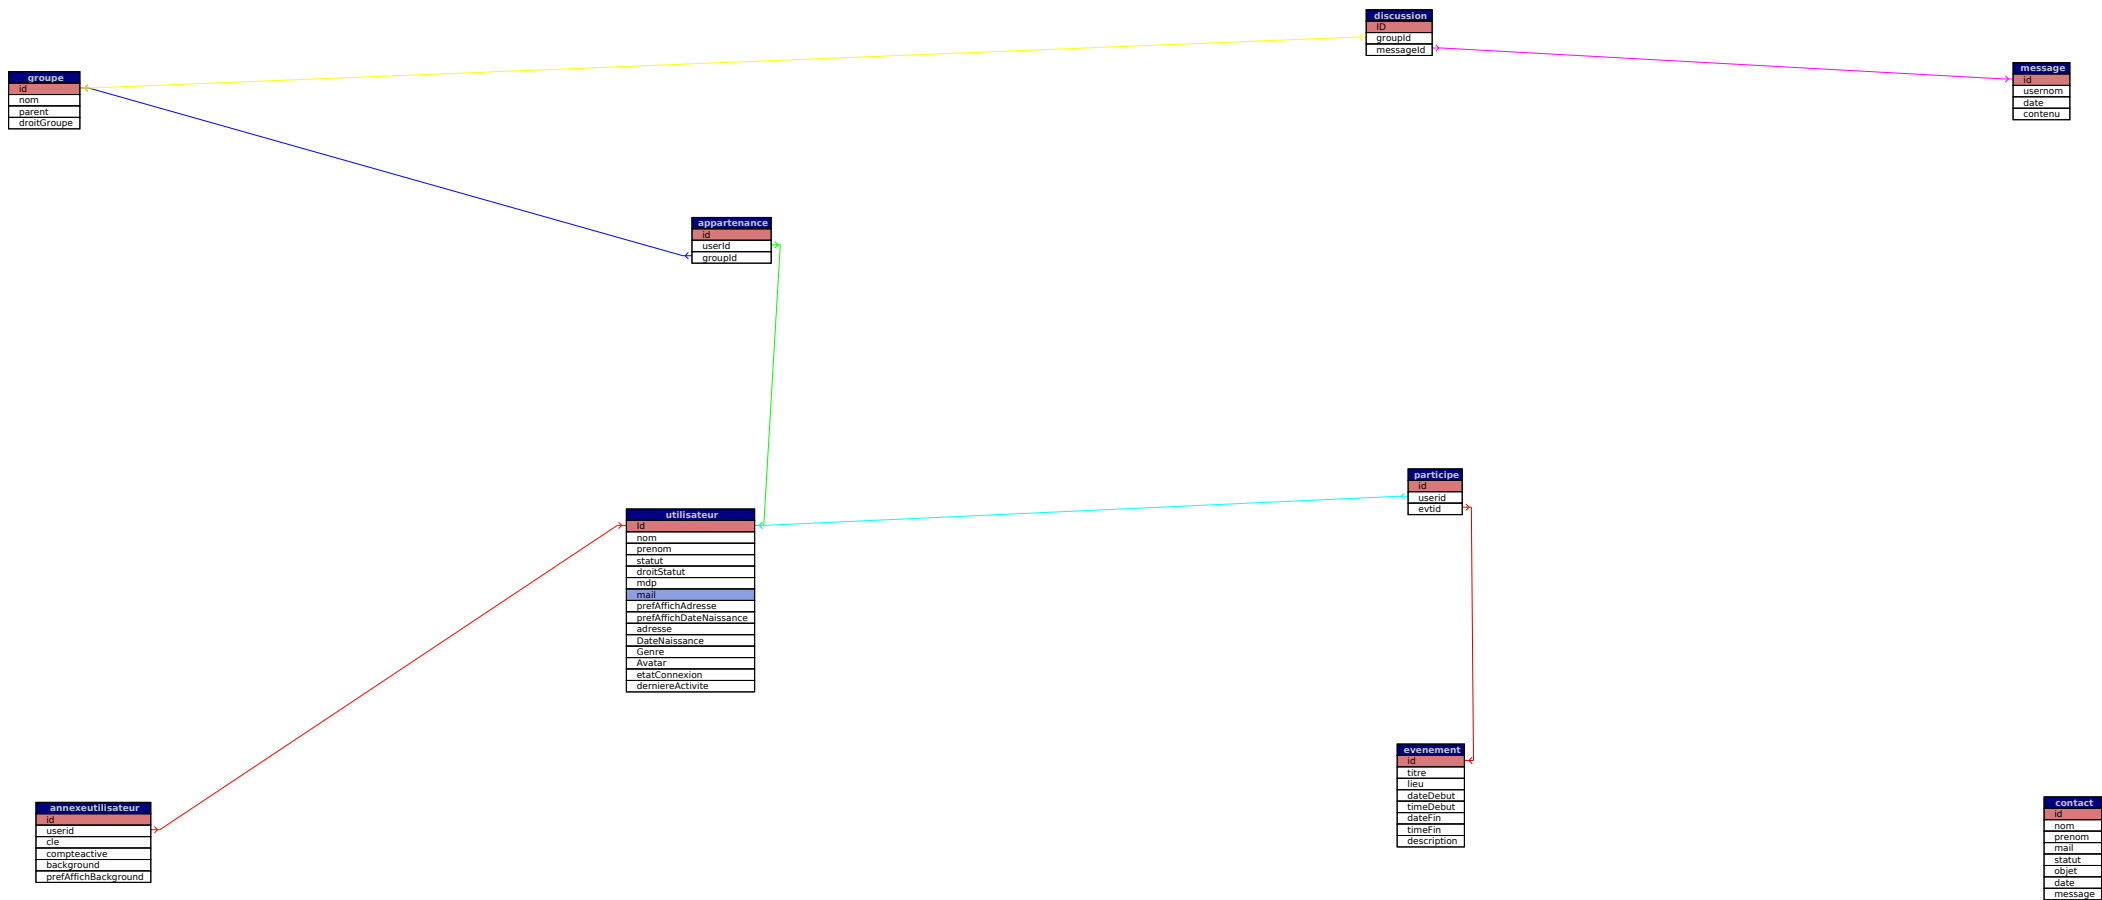 discussion
ID
groupId
messageId
message
id
usernom
date
contenu
groupe
id
nom
parent
droitGroupe
appartenance
id
userId
groupId
participe
id
userid
evtid
utilisateur
Id
nom
prenom
statut
droitStatut
mdp
mail
prefAffichAdresse
prefAffichDateNaissance
adresse
DateNaissance
Genre
Avatar
etatConnexion
derniereActivite
evenement
id
titre
lieu
dateDebut
timeDebut
dateFin
timeFin
description
annexeutilisateur
id
userid
cle
compteactive
background
prefAffichBackground
contact
id
nom
prenom
mail
statut
objet
date
message